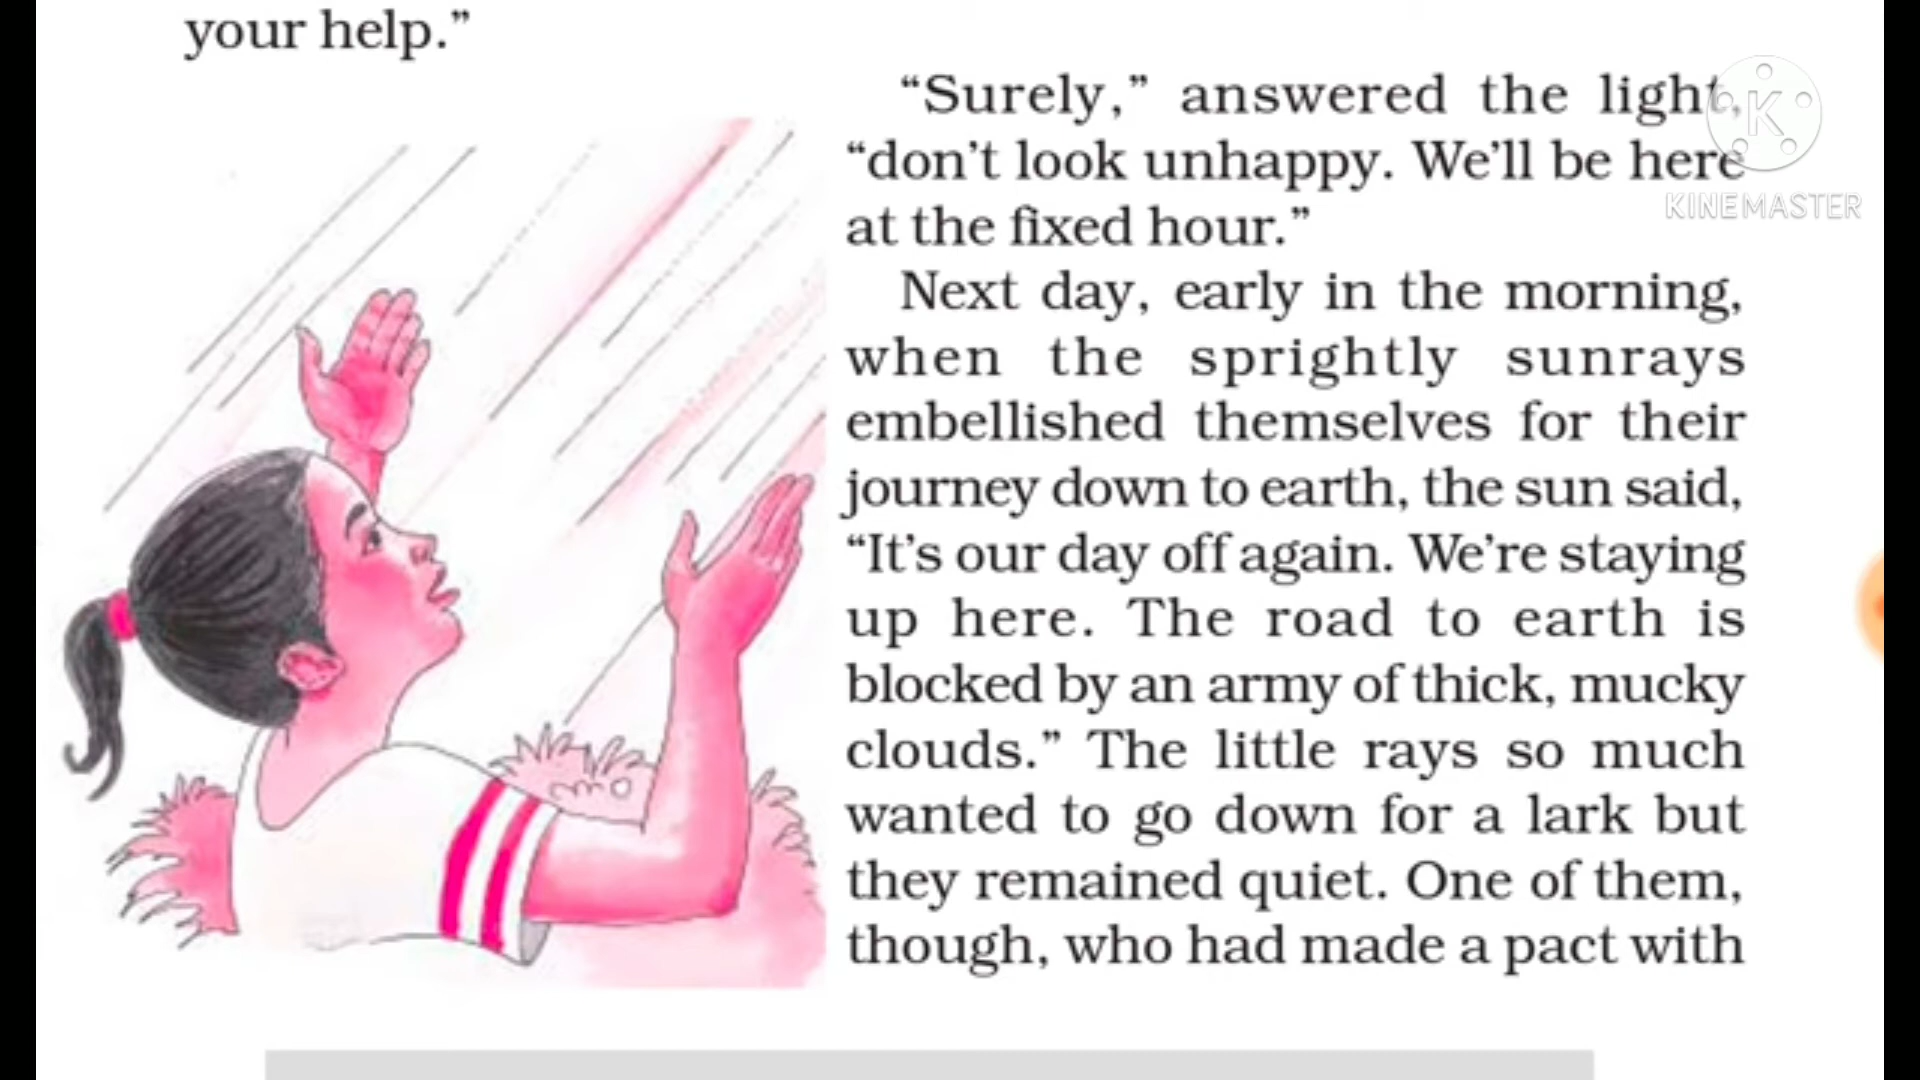 your help.”
“Surely,” answered the light,
“don’t look unhappy. We’ll be here
at the fixed hour.”
Next day, early in the morning,
when the sprightly sunrays
embellished themselves for their
journey down to earth, the sun said,
“It’s our day off again. We’re staying
up here. The road to earth is
blocked by an army of thick, mucky
clouds.” The little rays so much
wanted to go down for a lark but
they remained quiet. One of them,
though, who had made a pact with
K
KINEMASTER